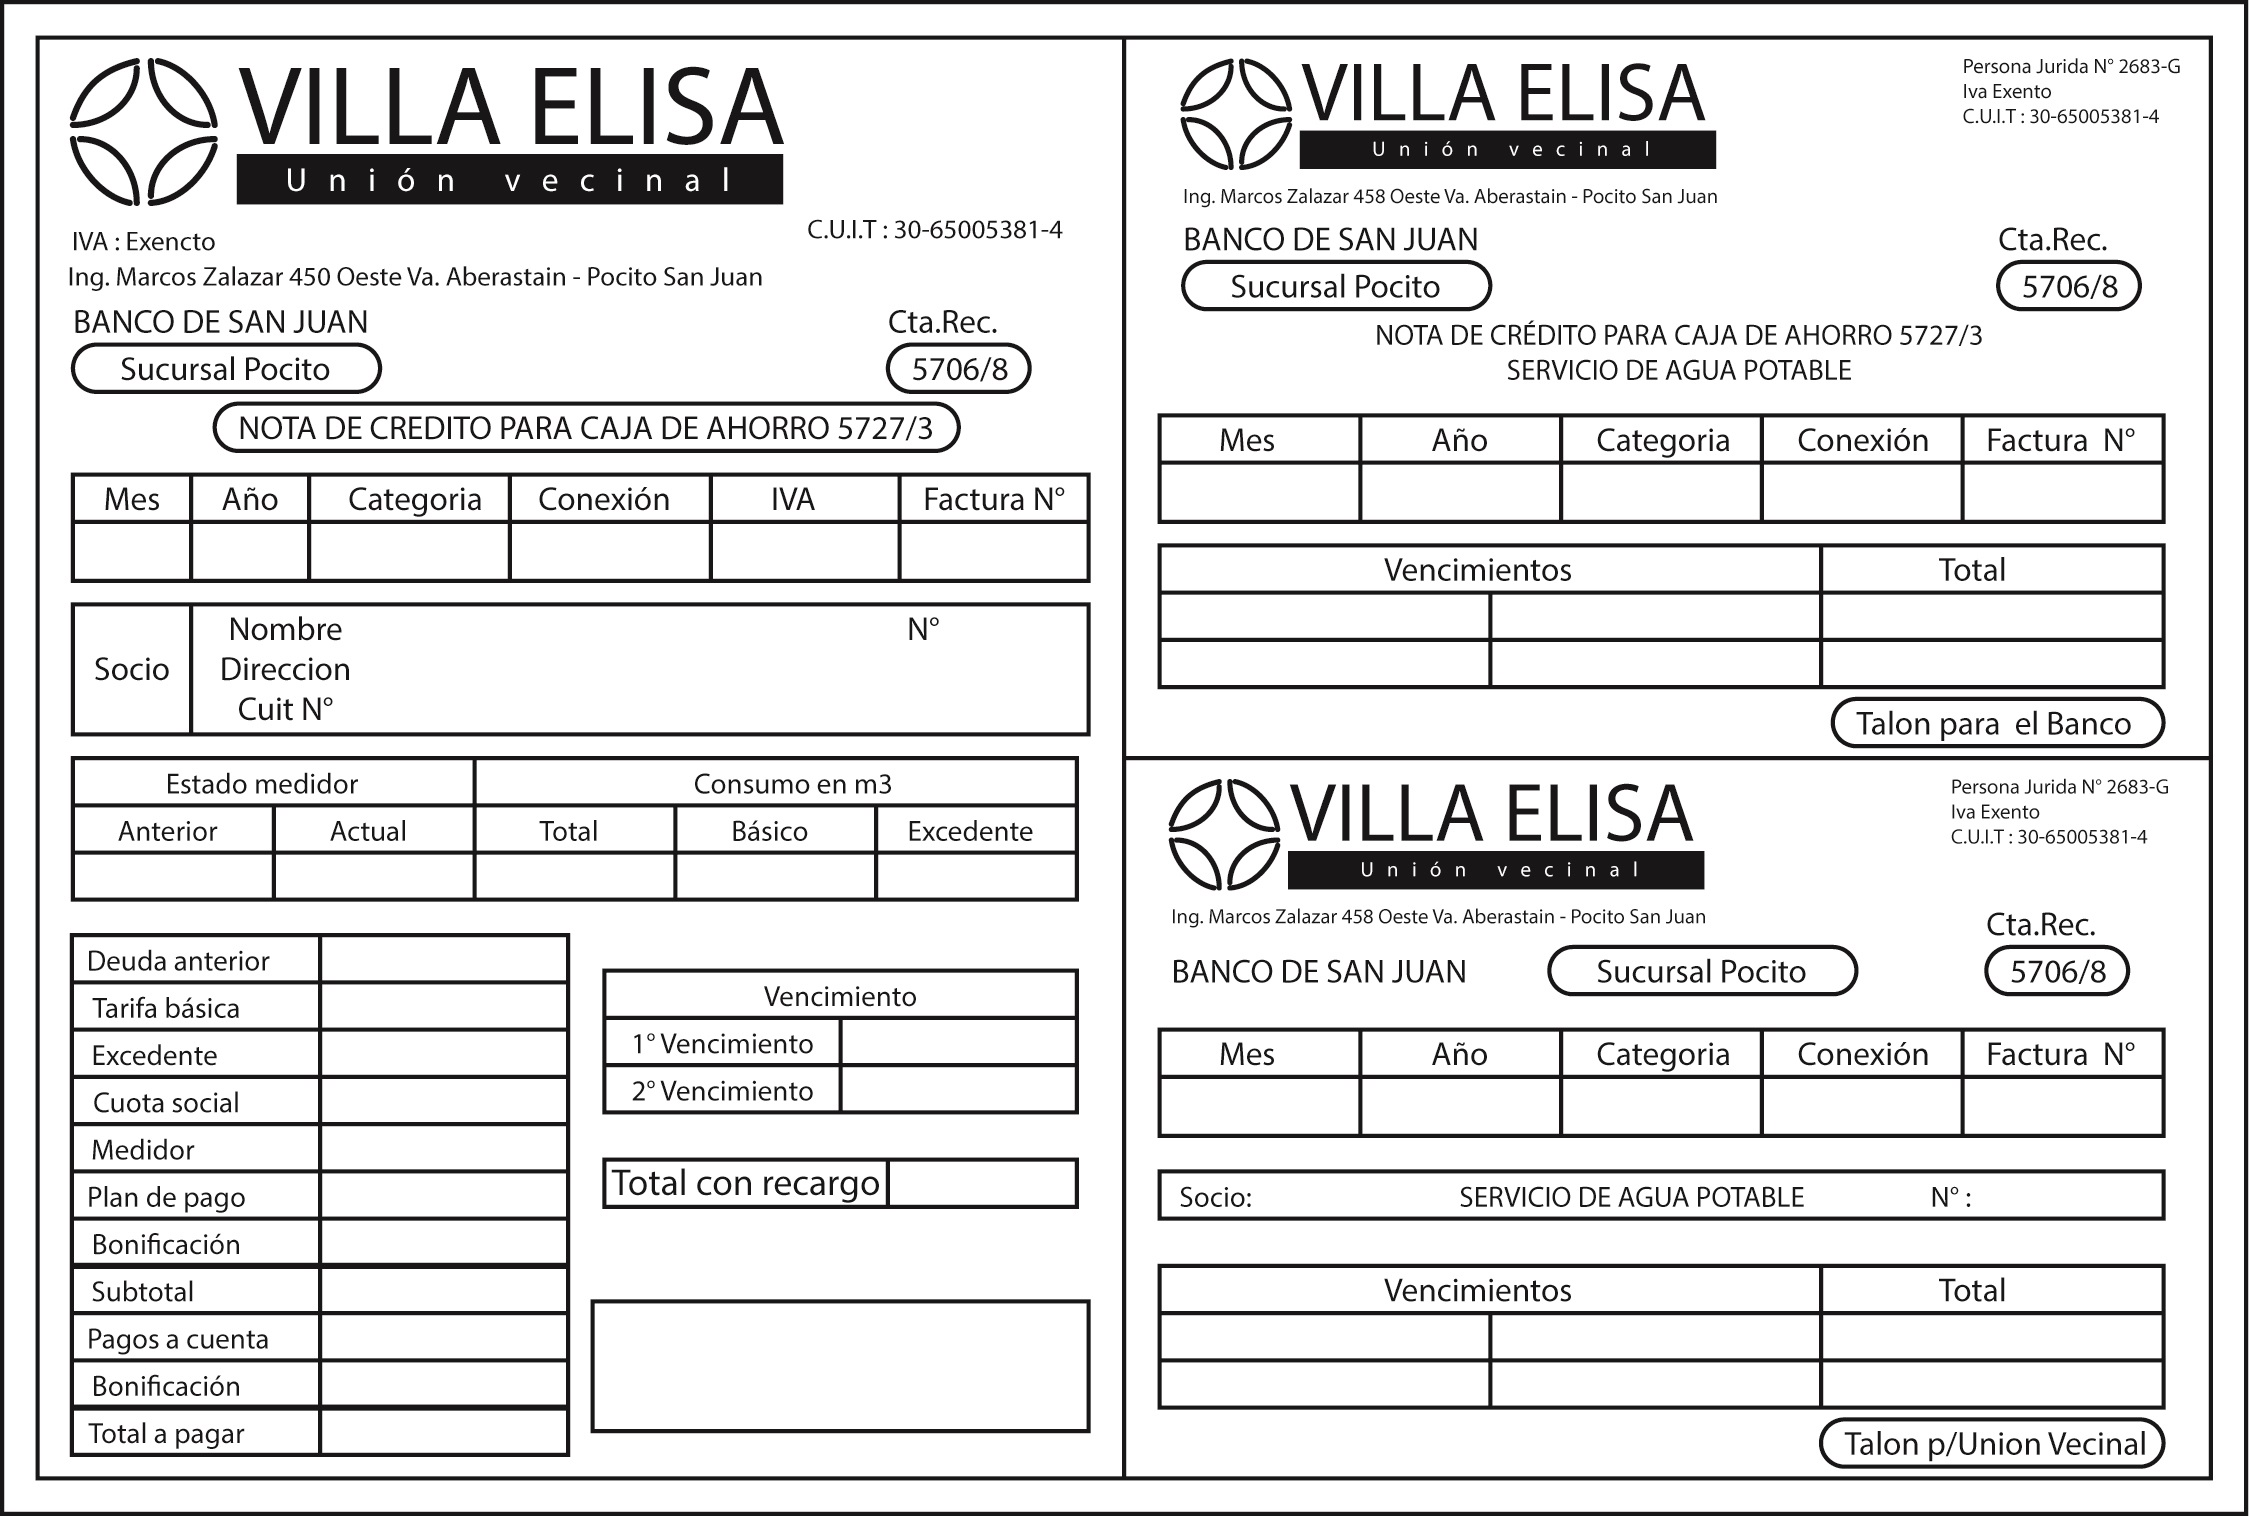 VILLA ELISA
Unión vecinal
IVA : Exencto
C.U.I.T : 30-65005381-4
Ing. Marcos Zalazar 450 Oeste Va. Aberastain - Pocito San Juan
BANCO DE SAN JUAN
Cta.Rec.
Sucursal Pocito
5706/8
NOTA DE CREDITO PARA CAJA DE AHORRO 5727/3
Mes Año Categoria Conexión IVA Factura N°
Socio
Nombre N°
Direccion
Cuit N°
Estado medidor Consumo en m3
Anterior Actual Total Básico Excedente
Deuda anterior
Tarifa básica
Excedente
Cuota social
Medidor
Plan de pago
Bonificación
Subtotal
Pagos a cuenta
Bonificación
Total a pagar
Vencimiento
1° Vencimiento
2° Vencimiento
Total con recargo
VILLA ELISA
Unión vecinal
Persona Jurida N° 2683-G
Iva Exento
C.U.I.T : 30-65005381-4
Ing. Marcos Zalazar 458 Oeste Va. Aberastain - Pocito San Juan
BANCO DE SAN JUAN
Cta.Rec.
Sucursal Pocito
5706/8
NOTA DE CRÉDITO PARA CAJA DE AHORRO 5727/3
SERVICIO DE AGUA POTABLE
Mes Año Categoria Conexión Factura N°
Vencimientos Total
Talon para el Banco
VILLA ELISA
Unión vecinal
Persona Jurida N° 2683-G
Iva Exento
C.U.I.T : 30-65005381-4
Ing. Marcos Zalazar 458 Oeste Va. Aberastain - Pocito San Juan
Cta.Rec.
BANCO DE SAN JUAN Sucursal Pocito 5706/8
Mes Año Categoria Conexión Factura N°
Socio: SERVICIO DE AGUA POTABLE N° :
Vencimientos Total
Talon p/Union Vecinal